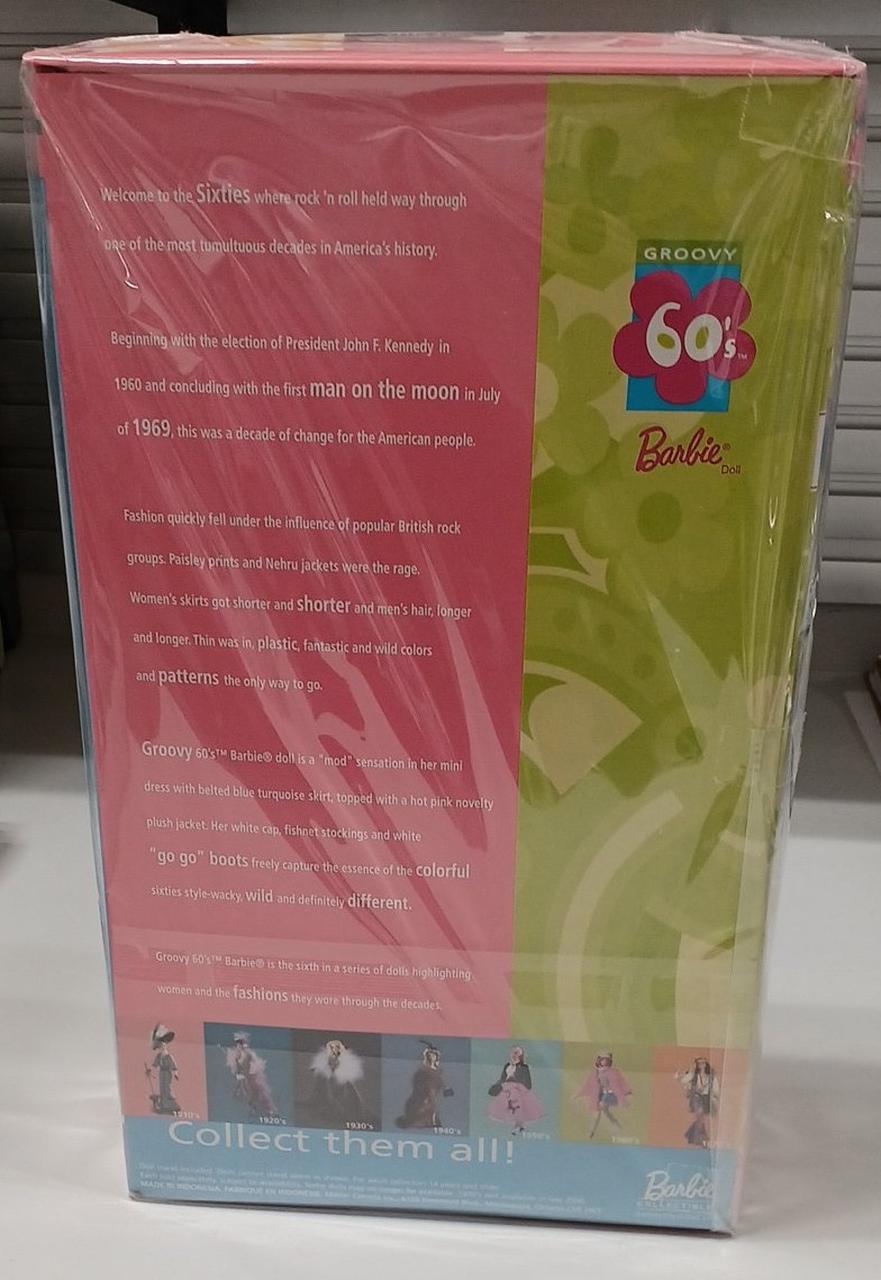 Welcome to the Sixties where rock 'n roll held way through
one of the most tumultuous decades in America's history.
Beginning with the election of President John F. Kennedy in
1960 and concluding with the first man on the moon in July
of 1969, this was a decade of change for the American people.
Fashion quickly fell under the influence of popular British rock
groups. Paisley prints and Nehru jackets were the rage.
Women's skirts got shorter and shorter and men's hair, longer
and longer. Thin was in, plastic, fantastic and wild colors
and patterns the only way to go.
Groovy 60's™ Barbie® doll is a "mod" sensation in her mini
dress with belted blue turquoise skirt, topped with a hot pink novelty
plush jacket. Her white cap, fishnet stockings and white
"go go" boots freely capture the essence of the colorful
sixties style-wacky, wild and definitely different.
Groovy 60's™ Barbie® is the sixth in a series of dolls highlighting
women and the fashions they wore through the decades.
GROOVY
60's™
Barbie®
Doll
1910's
1920's
1930's
1940's
1950's
1960's
Collect them all!
MADE IN INDONESIA. FABRIQUÉ EN INDONÉSIE.
Barbie
COLLECTIBLES